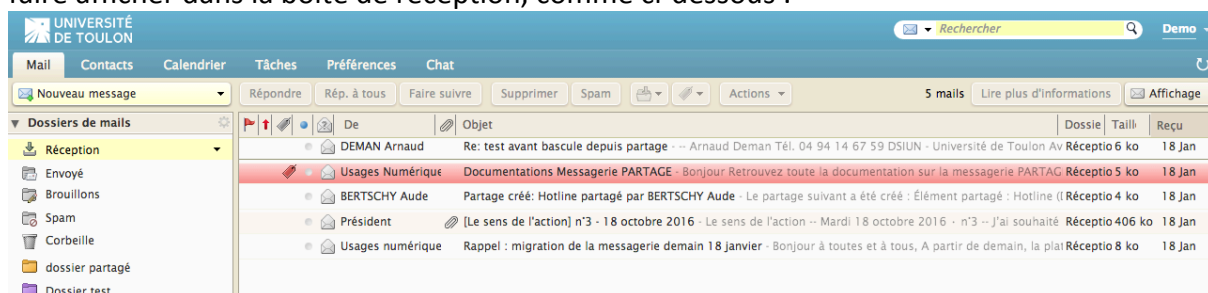 faire afficher dans la boîte de réception, comme ci-dessous :
UNIVERSITÉ
DE TOULON
Rechercher
Demo
Mail Contacts Calendrier Tâches Préférences Chat
Nouveau message Répondre Rép. à tous Faire suivre Supprimer Spam Actions 5 mails Lire plus d'informations Affichage
Dossiers de mails De Objet Dossie Taill Reçu
Réception DEMAN Arnaud Re: test avant bascule depuis partage - -- Arnaud Deman Tél. 04 94 14 67 59 DSIUN - Université de Toulon Av Réceptio 6 ko 18 Jan
Envoyé Usages Numérique Documentations Messagerie PARTAGE - Bonjour Retrouvez toute la documentation sur la messagerie PARTAG Réceptio 5 ko 18 Jan
Brouillons BERTSCHY Aude Partage créé: Hotline partagé par BERTSCHY Aude - Le partage suivant a été créé : Élément partagé : Hotline ( Réceptio 4 ko 18 Jan
Spam Président [Le sens de l'action] n°3 - 18 octobre 2016 - Le sens de l'action -- Mardi 18 octobre 2016 - n°3 -- J'ai souhaité Réceptio 406 ko 18 Jan
Corbeille Usages numérique Rappel : migration de la messagerie demain 18 janvier - Bonjour à toutes et à tous, A partir de demain, la pla Réceptio 8 ko 18 Jan
dossier partagé
Dossier test